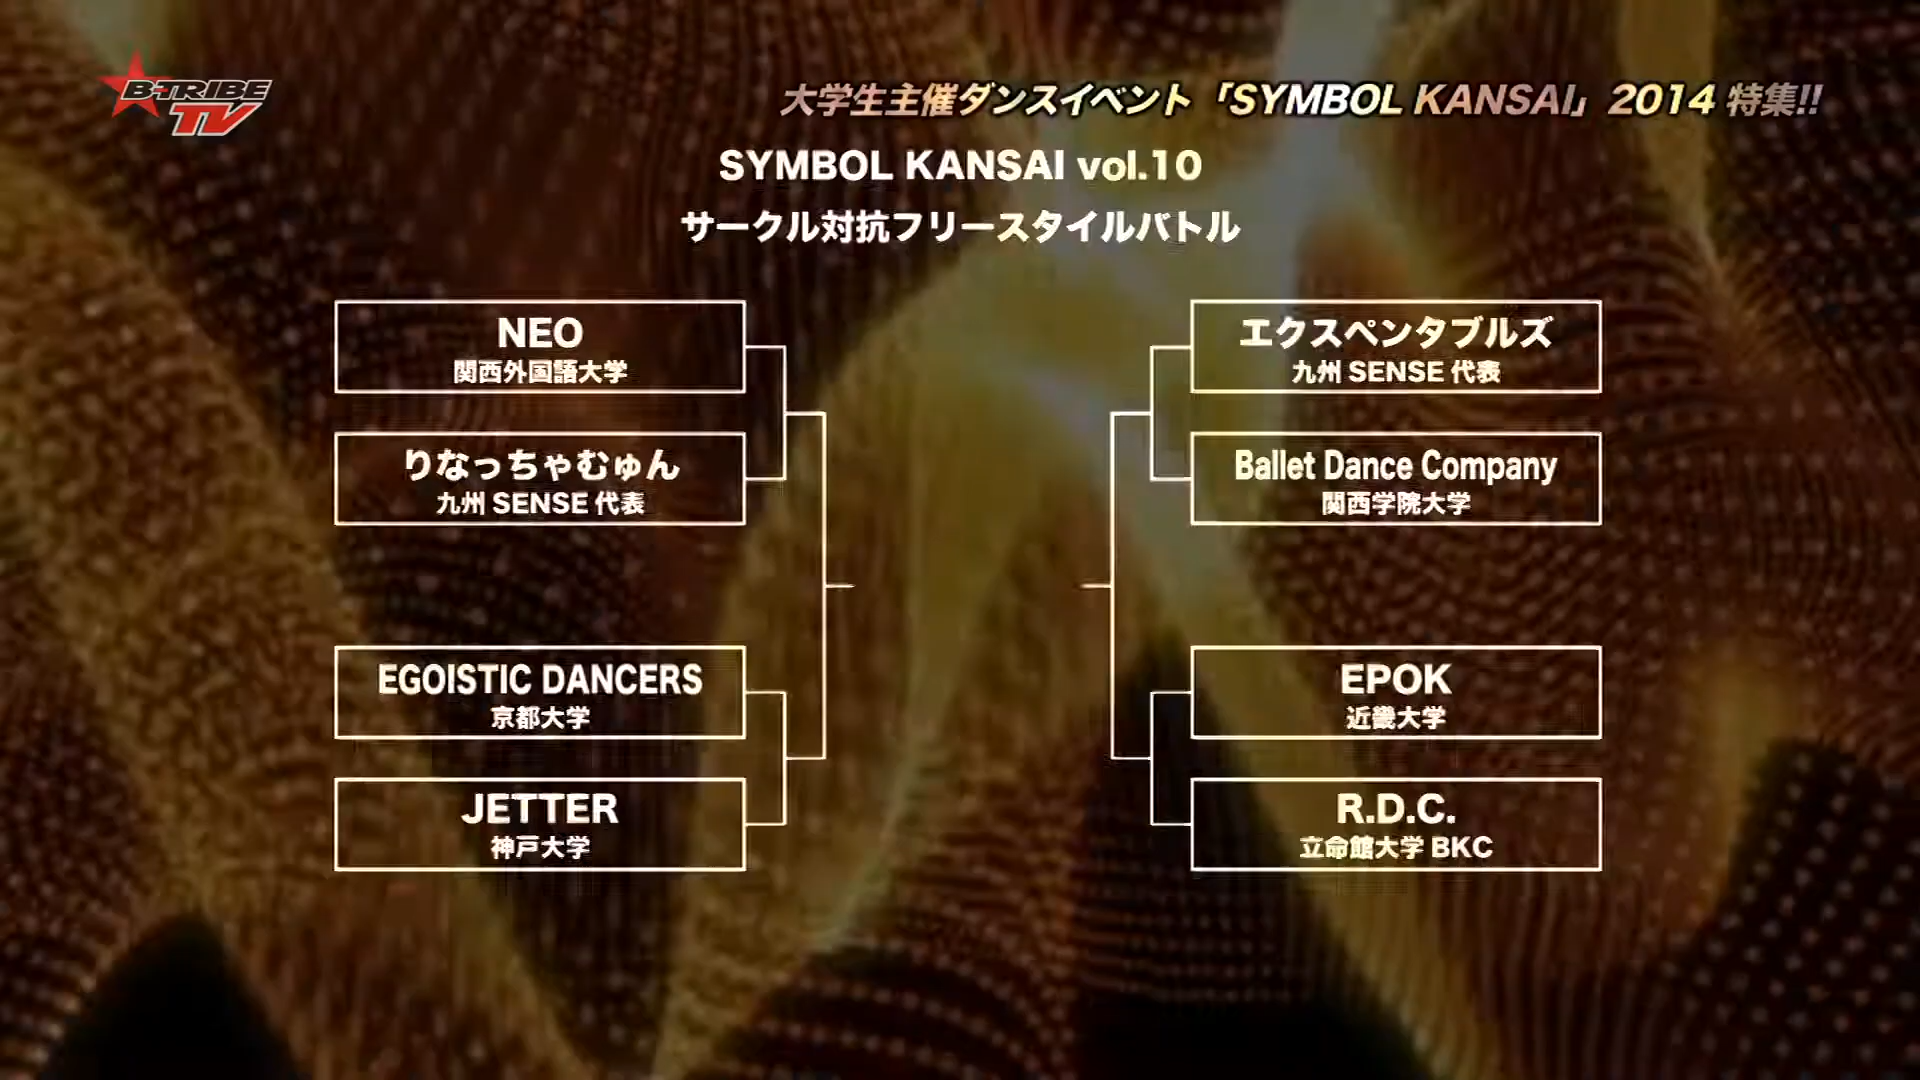 B-TRIBE
TV
大学生主催ダンスイベント「SYMBOL KANSAI」2014 特集!!
SYMBOL KANSAI vol.10
サークル対抗フリースタイルバトル
NEO
関西外国語大学
りなっちゃむゅん
九州 SENSE 代表
EGOISTIC DANCERS
京都大学
JETTER
神戸大学
エクスペンタブルズ
九州 SENSE 代表
Ballet Dance Company
関西学院大学
EPOK
近畿大学
R.D.C.
立命館大学 BKC